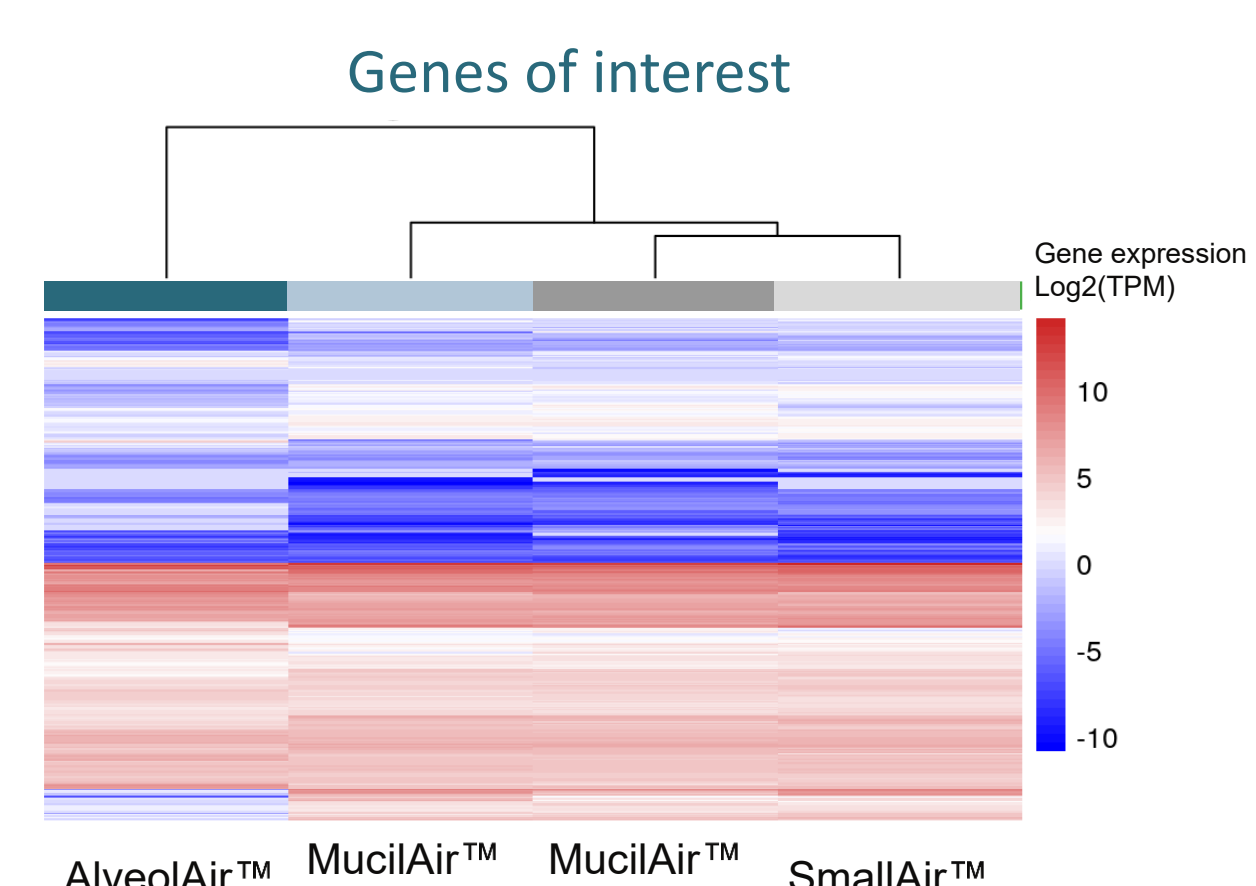 Genes of interest
Gene expression
Log2(TPM)
10
5
0
-5
-10
AlveolAir™
MucilAir™
MucilAir™
SmallAir™